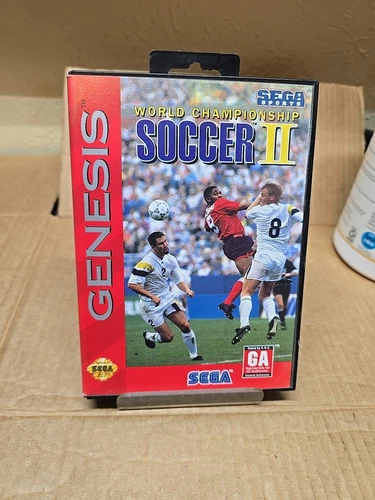 SEGA
SPORTS
WORLD CHAMPIONSHIP
SOCCER II
GENESIS
8
2
SEGA
GA
SEGA